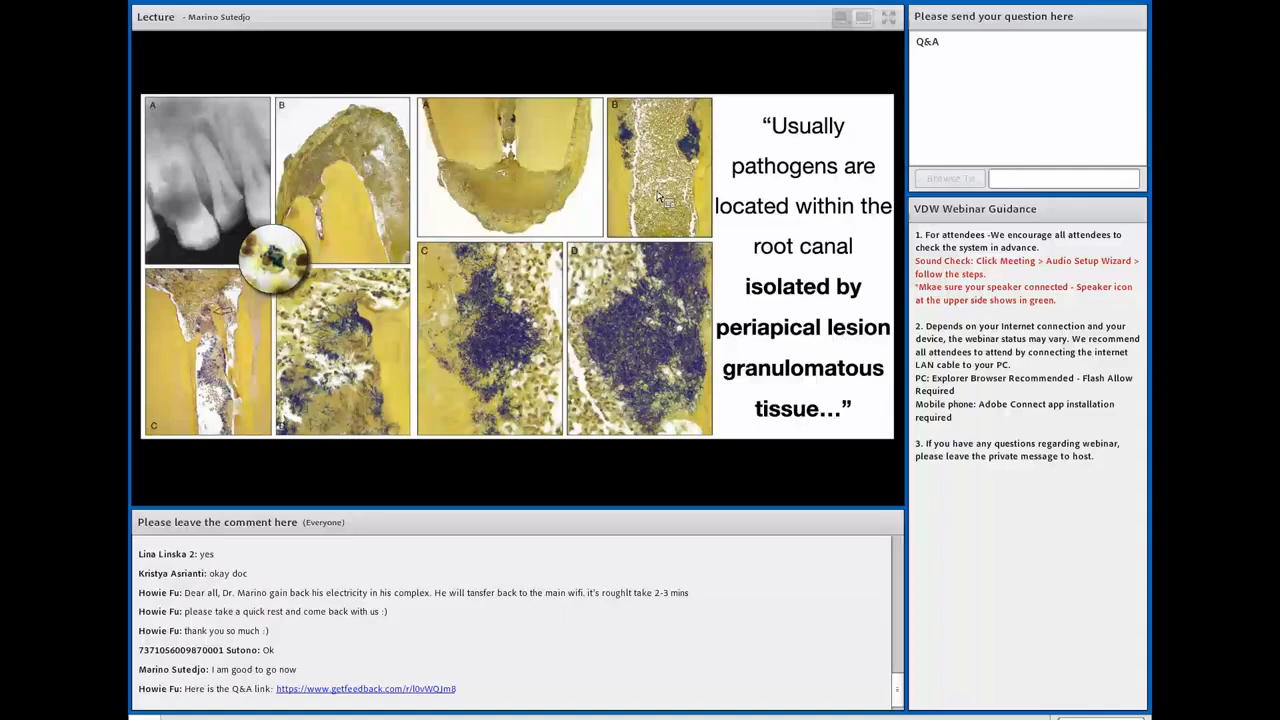 Lecture - Marino Sutedjo
A
B
A
B
C
C
D
“Usually
pathogens are
located within the
root canal
isolated by
periapical lesion
granulomatous
tissue…”
Please leave the comment here (Everyone)
Lina Linska 2: yes
Kristya Asrianti: okay doc
Howie Fu: Dear all, Dr. Marino gain back his electricity in his complex. He will tansfer back to the main wifi. it's roughlt take 2-3 mins
Howie Fu: please take a quick rest and come back with us :)
Howie Fu: thank you so much :)
7371056009870001 Sutono: Ok
Marino Sutedjo: I am good to go now
Howie Fu: Here is the Q&A link:
Please send your question here
Q&A
Browse To
VDW Webinar Guidance
1. For attendees -We encourage all attendees to
check the system in advance.
Sound Check: Click Meeting > Audio Setup Wizard >
follow the steps.
*Mkae sure your speaker connected - Speaker icon
at the upper side shows in green.
2. Depends on your Internet connection and your
device, the webinar status may vary. We recommend
all attendees to attend by connecting the internet
LAN cable to your PC.
PC: Explorer Browser Recommended - Flash Allow
Required
Mobile phone: Adobe Connect app installation
required
3. If you have any questions regarding webinar,
please leave the private message to host.